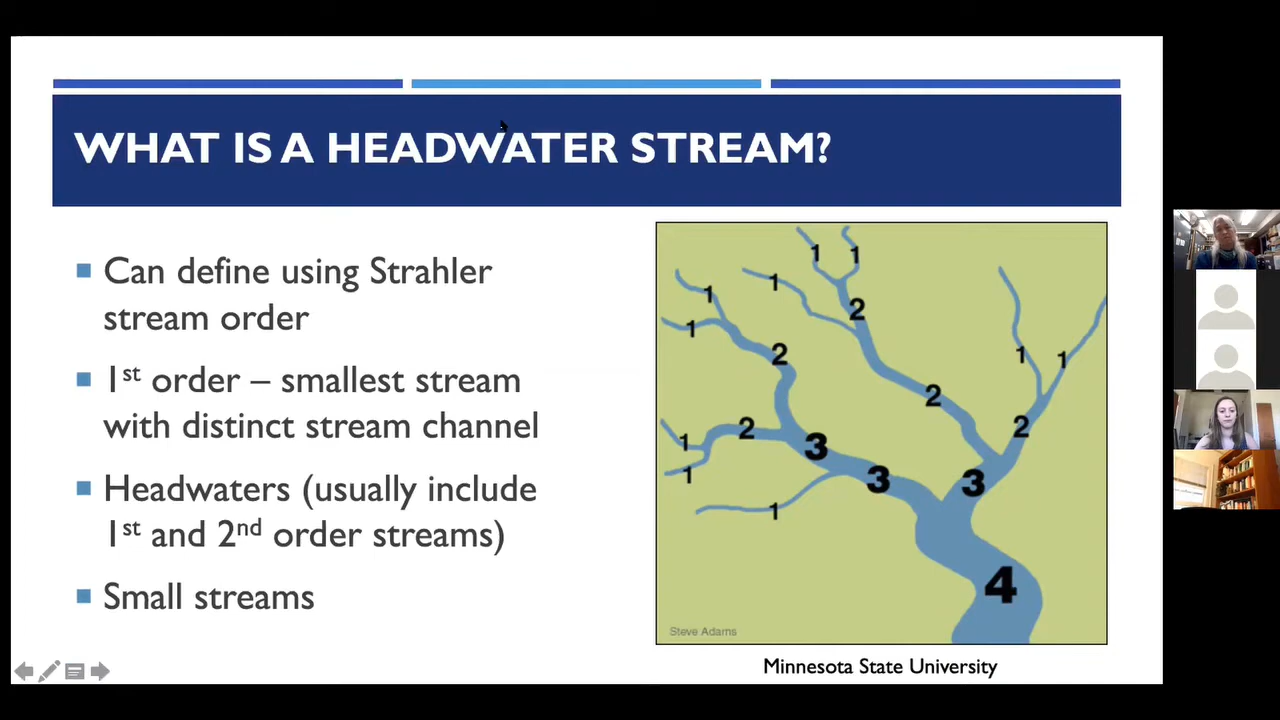 WHAT IS A HEADWATER STREAM?
Can define using Strahler
stream order
1st order – smallest stream
with distinct stream channel
Headwaters (usually include
1st and 2nd order streams)
Small streams
1 1
1 2
1
1 2
1 1
2
2 2
1 3
1 3 3
1
4
Steve Adams
Minnesota State University